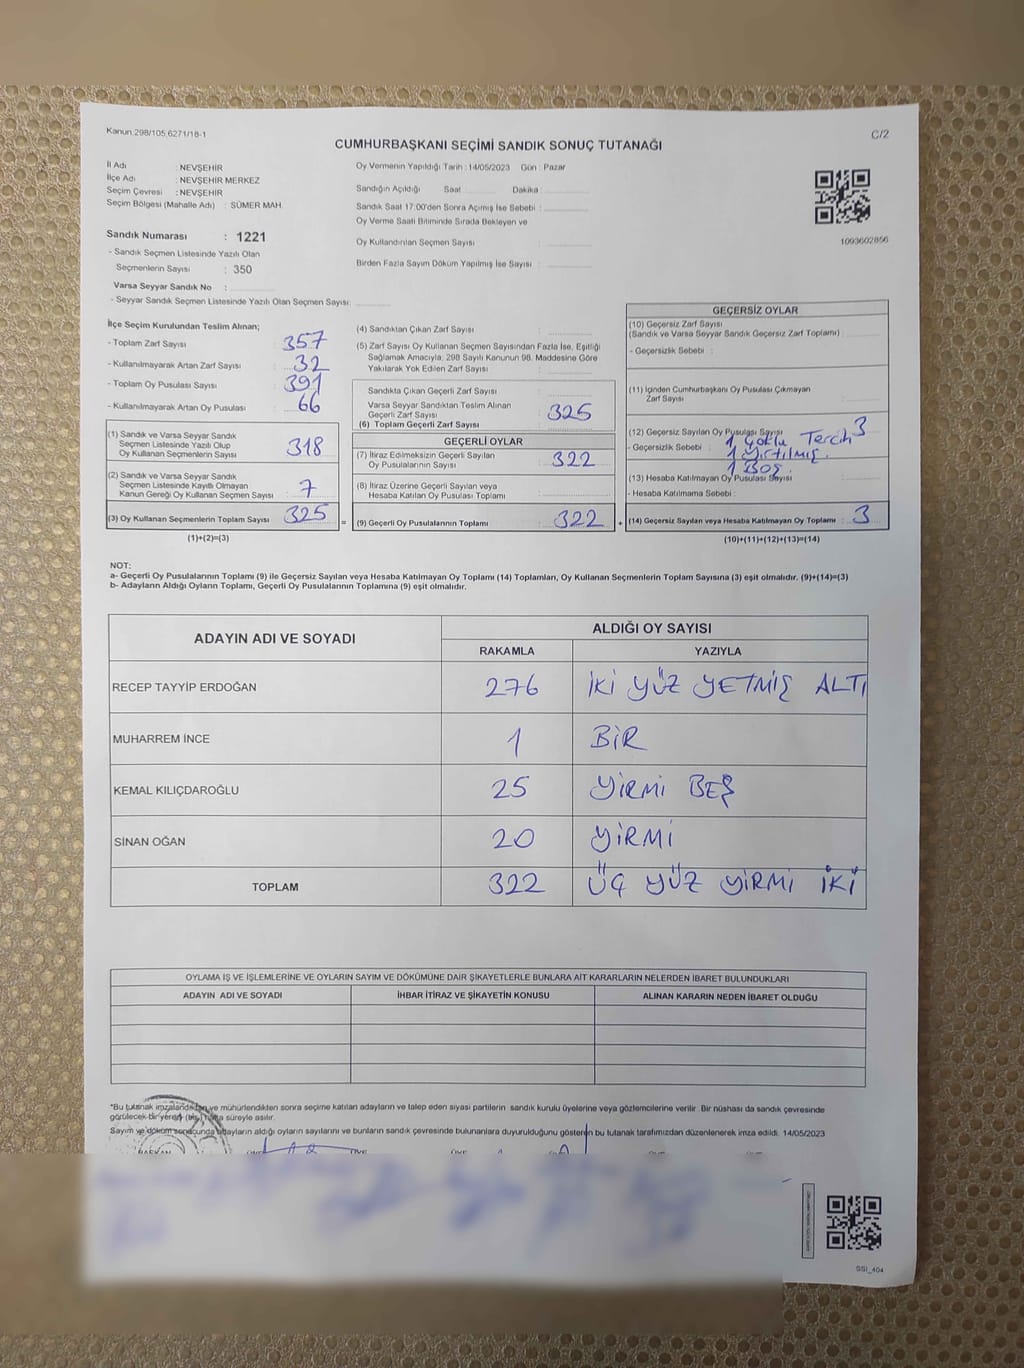 Kanun:298/105,6271/18-1
C/2
CUMHURBAŞKANI SEÇİMİ SANDIK SONUÇ TUTANAĞI
İl Adı : NEVŞEHİR
İlçe Adı : NEVŞEHİR MERKEZ
Seçim Çevresi : NEVŞEHİR
Seçim Bölgesi (Mahalle Adı) : SÜMER MAH.
Sandık Numarası : 1221
- Sandık Seçmen Listesinde Yazılı Olan
Seçmenlerin Sayısı : 350
Varsa Seyyar Sandık No :
- Seyyar Sandık Seçmen Listesinde Yazılı Olan Seçmen Sayısı:
Oy Vermenin Yapıldığı Tarih : 14/05/2023 Gün : Pazar
Sandığın Açıldığı Saat Dakika :
Sandık Saat 17:00'den Sonra Açılmış İse Sebebi :
Oy Verme Saati Bitiminde Sırada Bekleyen ve
Oy Kullandırılan Seçmen Sayısı :
Birden Fazla Sayım Döküm Yapılmış İse Sayısı :
1093602856
İlçe Seçim Kurulundan Teslim Alınan;
- Toplam Zarf Sayısı : 357
- Kullanılmayarak Artan Zarf Sayısı : 32
- Toplam Oy Pusulası Sayısı : 391
- Kullanılmayarak Artan Oy Pusulası : 66
(1) Sandık ve Varsa Seyyar Sandık
Seçmen Listesinde Yazılı Olup
Oy Kullanan Seçmenlerin Sayısı : 318
(2) Sandık ve Varsa Seyyar Sandık
Seçmen Listesinde Kayıtlı Olmayan
Kanun Gereği Oy Kullanan Seçmen Sayısı : 7
(3) Oy Kullanan Seçmenlerin Toplam Sayısı : 325
(1)+(2)=(3)
(4) Sandıktan Çıkan Zarf Sayısı :
(5) Zarf Sayısı Oy Kullanan Seçmen Sayısından Fazla İse, Eşitliği
Sağlamak Amacıyla; 298 Sayılı Kanunun 98. Maddesine Göre
Yakılarak Yok Edilen Zarf Sayısı :
Sandıkta Çıkan Geçerli Zarf Sayısı :
Varsa Seyyar Sandıktan Teslim Alınan
Geçerli Zarf Sayısı
(6) Toplam Geçerli Zarf Sayısı : 325
=
GEÇERLİ OYLAR
(7) İtiraz Edilmeksizin Geçerli Sayılan
Oy Pusulalarının Sayısı : 322
(8) İtiraz Üzerine Geçerli Sayılan veya
Hesaba Katılan Oy Pusulası Toplamı :
(9) Geçerli Oy Pusulalarının Toplamı : 322
+
GEÇERSİZ OYLAR
(10) Geçersiz Zarf Sayısı
(Sandık ve Varsa Seyyar Sandık Geçersiz Zarf Toplamı) :
- Geçersizlik Sebebi :
(11) İçinden Cumhurbaşkanı Oy Pusulası Çıkmayan
Zarf Sayısı :
(12) Geçersiz Sayılan Oy Pusulası Sayısı 3
- Geçersizlik Sebebi : 1 Çoklu Tercih
1 Yırtılmış.
1 Boş.
(13) Hesaba Katılmayan Oy Pusulası Sayısı :
- Hesaba Katılmama Sebebi :
(14) Geçersiz Sayılan veya Hesaba Katılmayan Oy Toplamı : 3
(10)+(11)+(12)+(13)=(14)
NOT:
a- Geçerli Oy Pusulalarının Toplamı (9) ile Geçersiz Sayılan veya Hesaba Katılmayan Oy Toplamı (14) Toplamları, Oy Kullanan Seçmenlerin Toplam Sayısına (3) eşit olmalıdır. (9)+(14)=(3)
b- Adayların Aldığı Oyların Toplamı, Geçerli Oy Pusulalarının Toplamına (9) eşit olmalıdır.
ADAYIN ADI VE SOYADI ALDIĞI OY SAYISI
RAKAMLA YAZIYLA
RECEP TAYYİP ERDOĞAN 276 İKİ YÜZ YETMİŞ ALTI
MUHARREM İNCE 1 BİR
KEMAL KILIÇDAROĞLU 25 YİRMİ BEŞ
SİNAN OĞAN 20 YİRMİ
TOPLAM 322 ÜÇ YÜZ YİRMİ İKİ
OYLAMA İŞ VE İŞLEMLERİNE VE OYLARIN SAYIM VE DÖKÜMÜNE DAİR ŞİKAYETLERLE BUNLARA AİT KARARLARIN NELERDEN İBARET BULUNDUKLARI
ADAYIN ADI VE SOYADI İHBAR İTİRAZ VE ŞİKAYETİN KONUSU ALINAN KARARIN NEDEN İBARET OLDUĞU
*Bu tutanak imzalandıktan ve mühürlendikten sonra seçime katılan adayların ve talep eden siyasi partilerin sandık kurulu üyelerine veya gözlemcilerine verilir. Bir nüshası da sandık çevresinde
görülecek bir yere 1 (bir) hafta süreyle asılır.
Sayım ve döküm sonucunda adayların aldığı oyların sayılarını ve bunların sandık çevresinde bulunanlara duyurulduğunu gösteren bu tutanak tarafımızdan düzenlenerek imza edildi. 14/05/2023
BAŞKAN
SSI_404